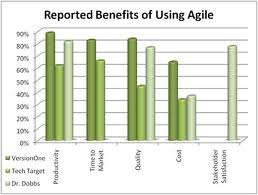 Reported Benefits of Using Agile
90%
80%
70%
60%
50%
40%
30%
20%
10%
0%
Productivity
Time to
Market
Quality
Cost
Stakeholder
Satisfaction
VersionOne
Tech Target
Dr. Dobbs